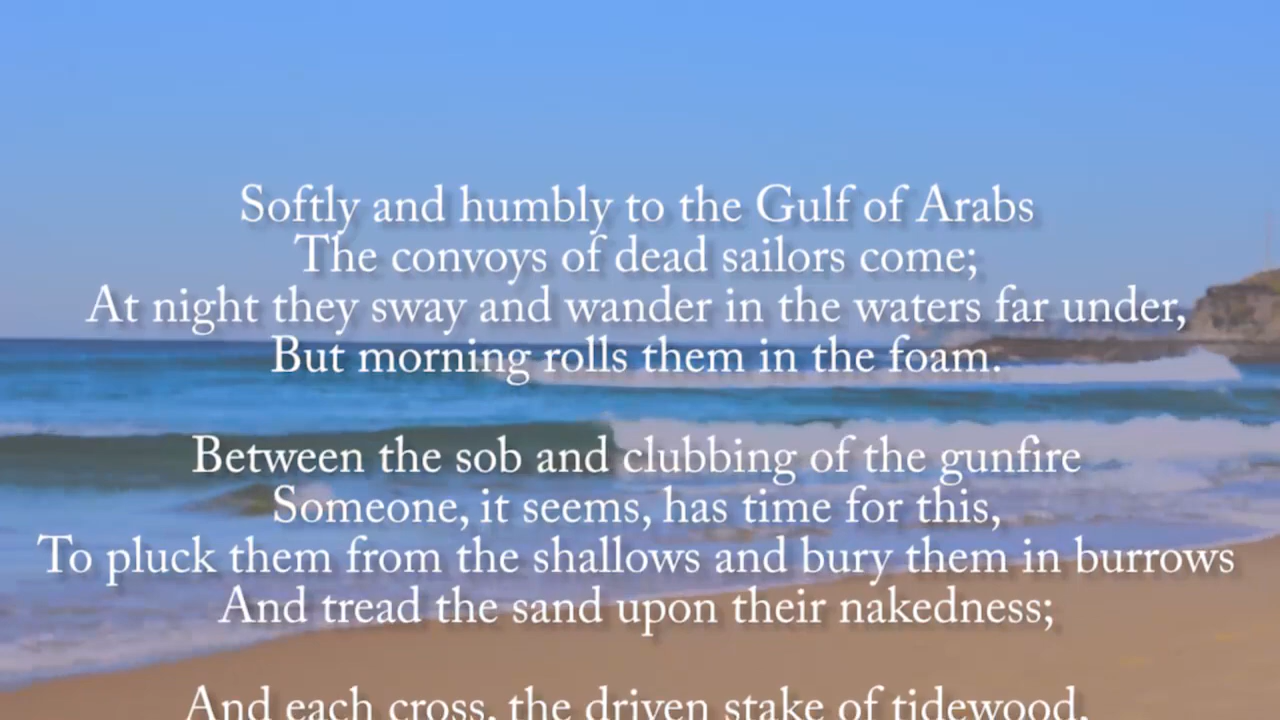 Softly and humbly to the Gulf of Arabs
The convoys of dead sailors come;
At night they sway and wander in the waters far under,
But morning rolls them in the foam.
Between the sob and clubbing of the gunfire
Someone, it seems, has time for this,
To pluck them from the shallows and bury them in burrows
And tread the sand upon their nakedness;
And each cross, the driven stake of tidewood,